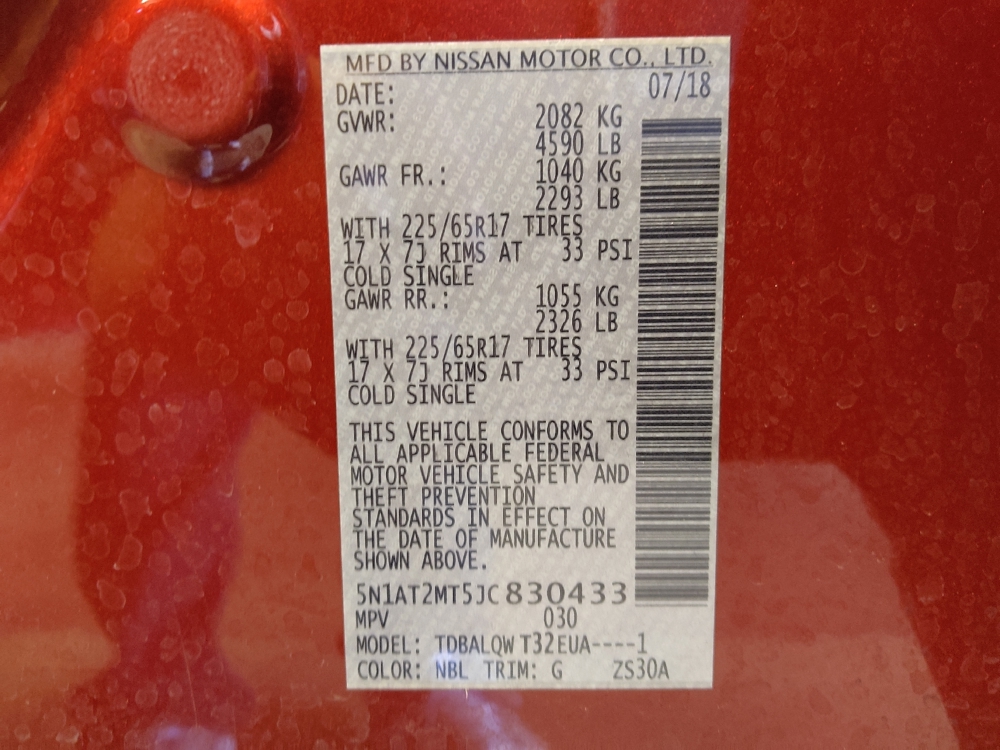 MFD BY NISSAN MOTOR CO., LTD.
DATE: 07/18
GVWR: 2082 KG
4590 LB
GAWR FR.: 1040 KG
2293 LB
WITH 225/65R17 TIRES
17 X 7J RIMS AT 33 PSI
COLD SINGLE
GAWR RR.: 1055 KG
2326 LB
WITH 225/65R17 TIRES
17 X 7J RIMS AT 33 PSI
COLD SINGLE
THIS VEHICLE CONFORMS TO
ALL APPLICABLE FEDERAL
MOTOR VEHICLE SAFETY AND
THEFT PREVENTION
STANDARDS IN EFFECT ON
THE DATE OF MANUFACTURE
SHOWN ABOVE.
5N1AT2MT5JC830433
MPV 030
MODEL: TDBALQW T32EUA----1
COLOR: NBL TRIM: G ZS30A